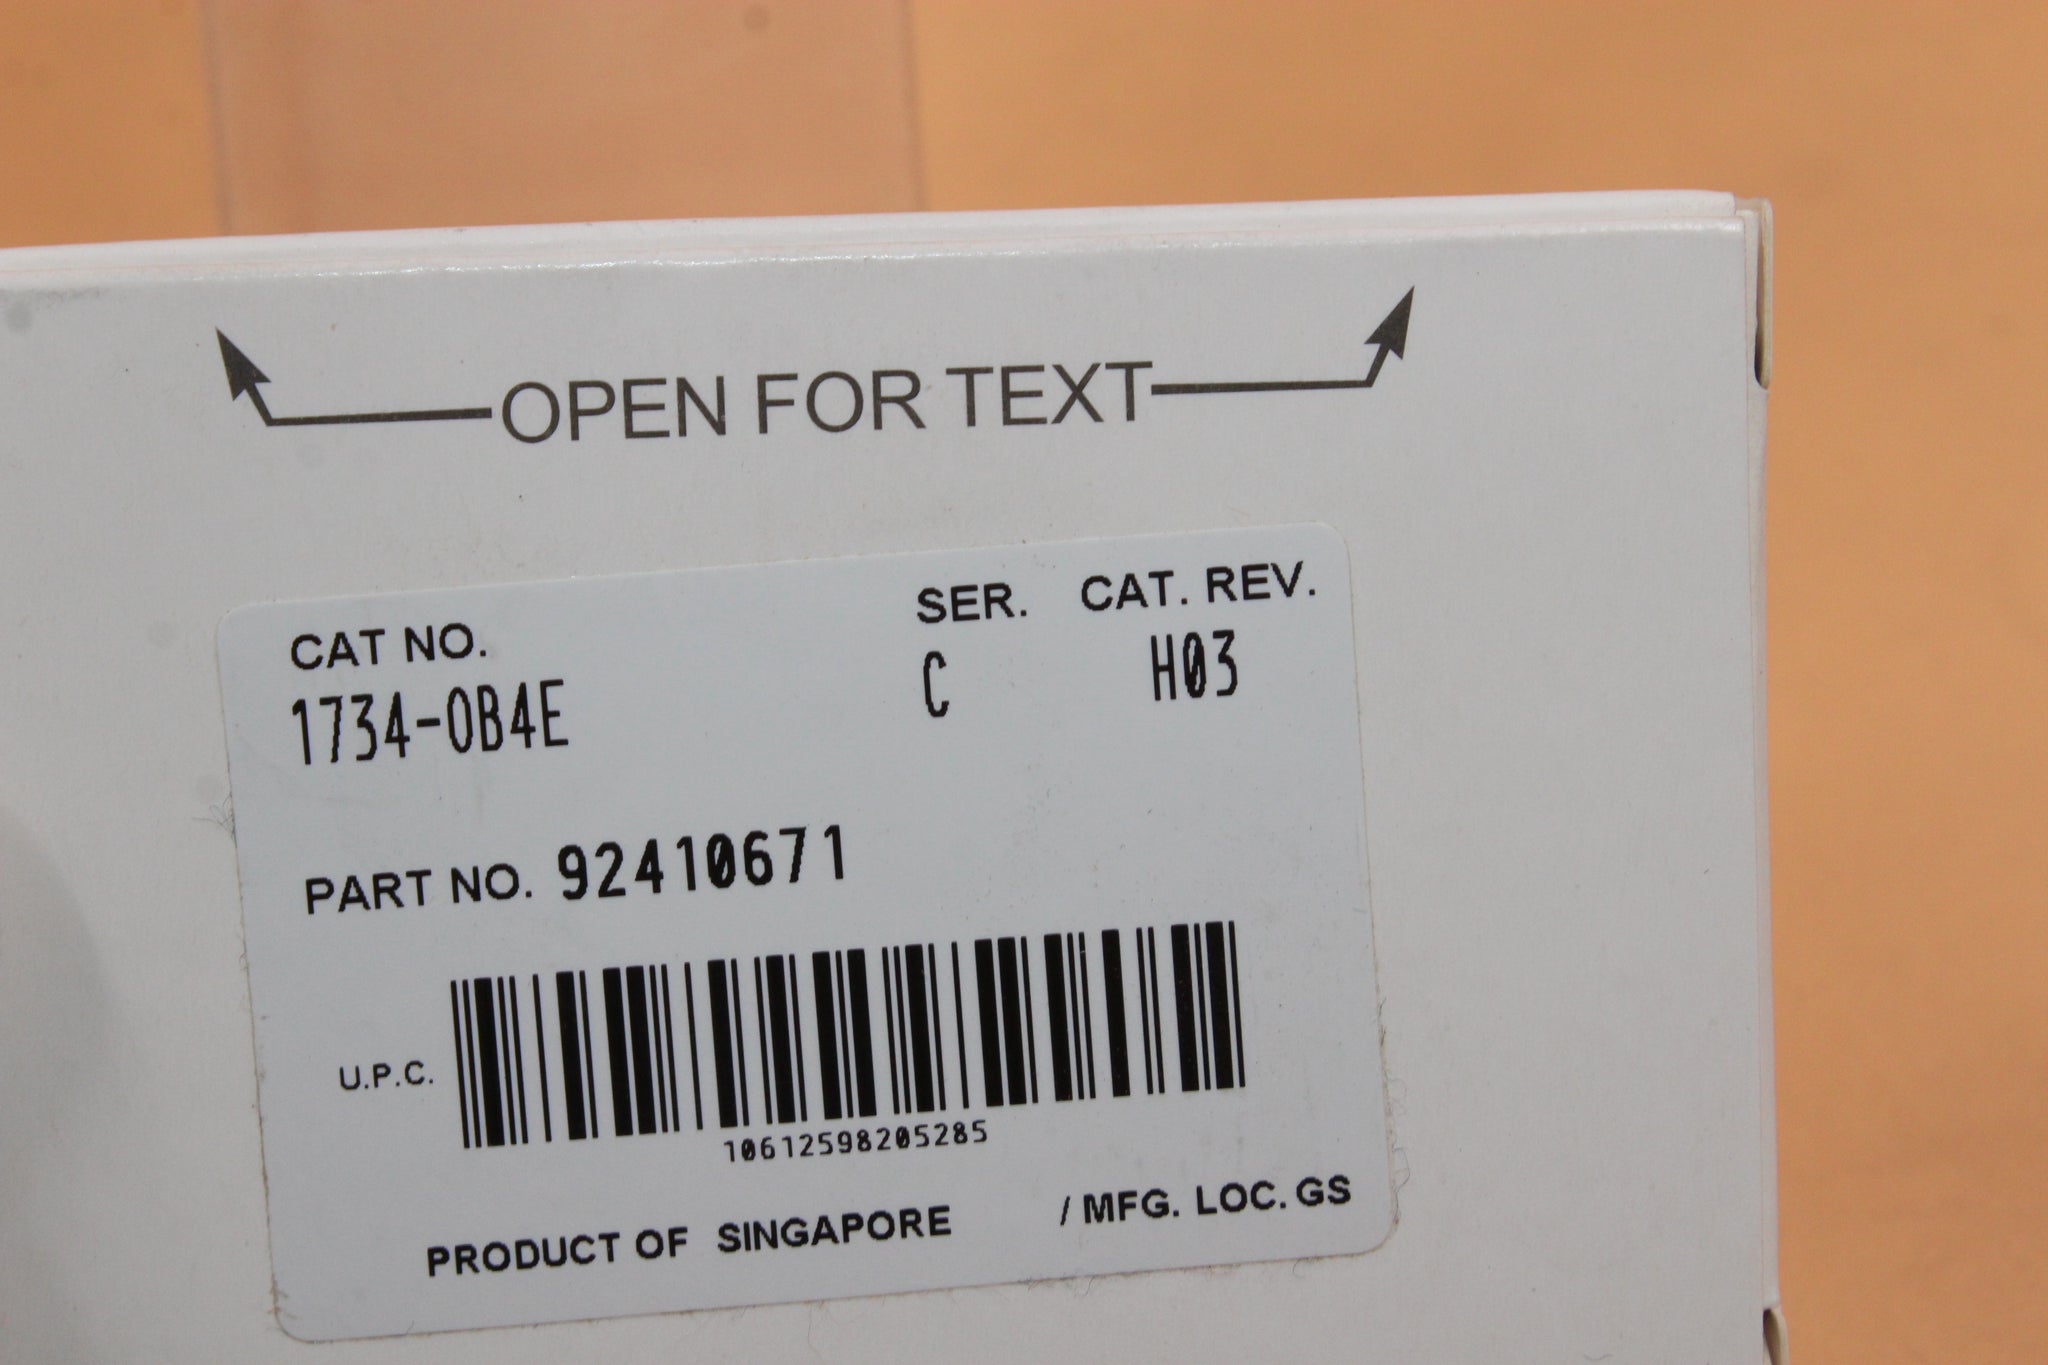 OPEN FOR TEXT
CAT NO. SER. CAT. REV.
1734-OB4E C H03
PART NO. 92410671
U.P.C.
10612598205285
PRODUCT OF SINGAPORE / MFG. LOC. GS